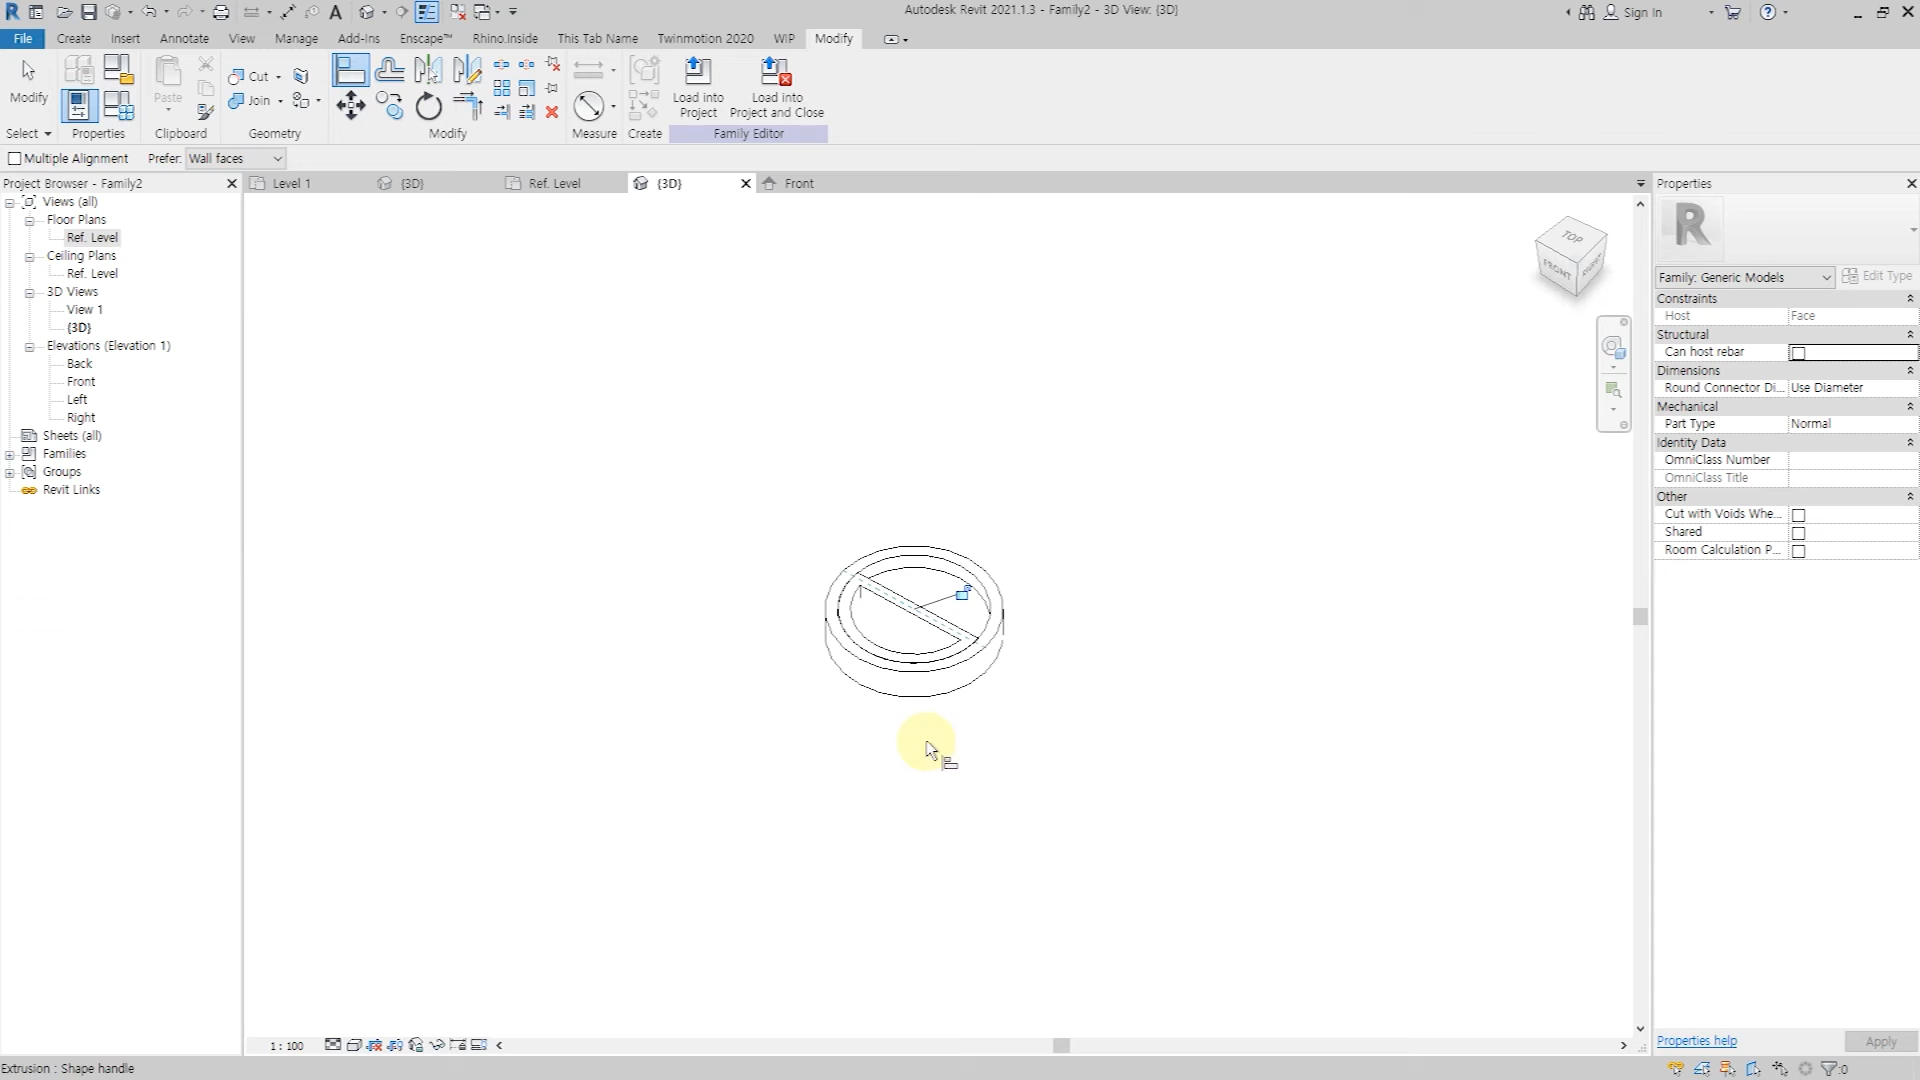 Autodesk Revit 2021.1.3 - Family2 - 3D View: {3D}
Sign In
File Create Insert Annotate View Manage Add-Ins Enscape™ Rhino.Inside This Tab Name Twinmotion 2020 WIP Modify
Modify
Paste
Cut
Join
Load into
Project
Load into
Project and Close
Select Properties Clipboard Geometry Modify Measure Create Family Editor
Multiple Alignment Prefer: Wall faces
Project Browser - Family2
Level 1 {3D} Ref. Level {3D} Front
Properties
Views (all)
Floor Plans
Ref. Level
Ceiling Plans
Ref. Level
3D Views
View 1
{3D}
Elevations (Elevation 1)
Back
Front
Left
Right
Sheets (all)
Families
Groups
Revit Links
TOP
FRONT
RIGHT
R
Family: Generic Models Edit Type
Constraints
Host Face
Structural
Can host rebar
Dimensions
Round Connector Di... Use Diameter
Mechanical
Part Type Normal
Identity Data
OmniClass Number
OmniClass Title
Other
Cut with Voids Whe...
Shared
Room Calculation P...
1 : 100
Properties help Apply
Extrusion : Shape handle
:0